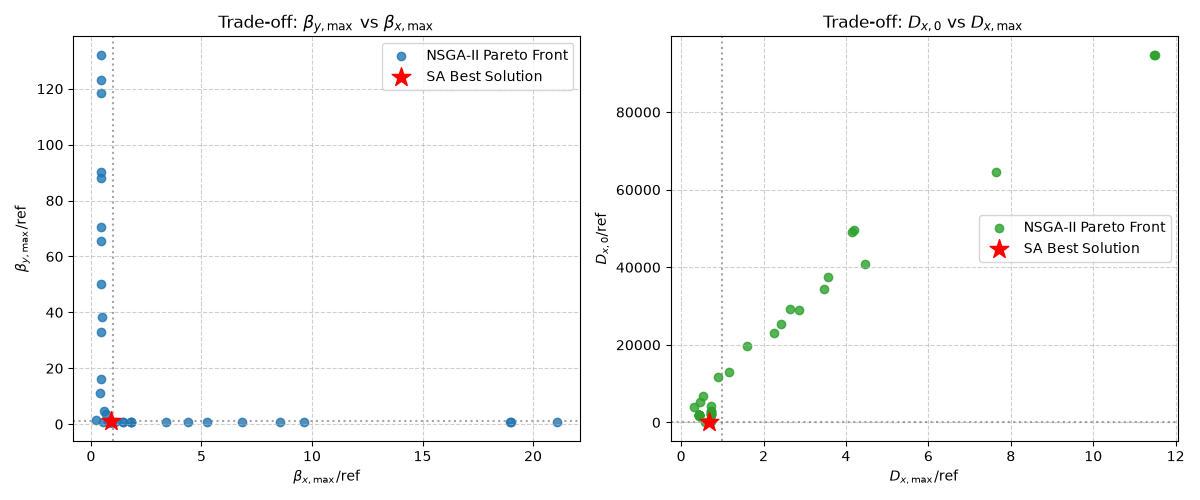 Trade-off: βy,max vs βx,max
NSGA-II Pareto Front
SA Best Solution
βy,max/ref
120
100
80
60
40
20
0
0 5 10 15 20
βx,max/ref
Trade-off: Dx,0 vs Dx,max
NSGA-II Pareto Front
SA Best Solution
Dx,0/ref
80000
60000
40000
20000
0
0 2 4 6 8 10 12
Dx,max/ref